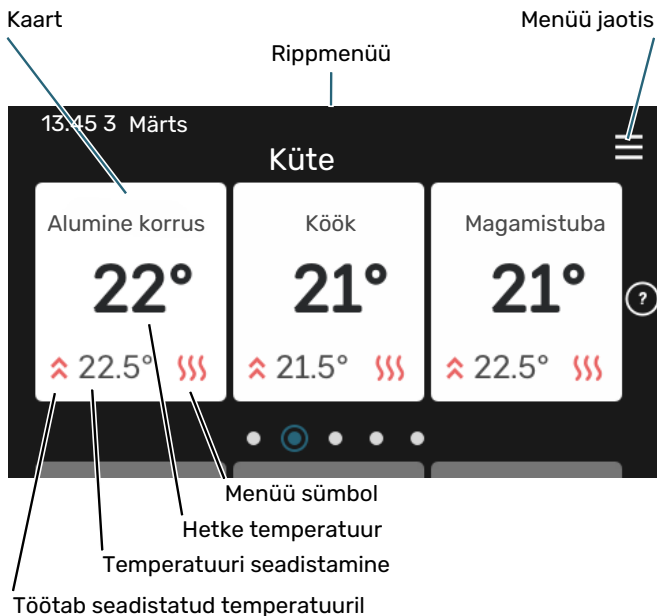 Kaart
Menüü jaotis
Rippmenüü
13.45 3 Märts
Küte
Alumine korrus
Köök
Magamistuba
22°
21°
21°
?
22.5°
21.5°
22.5°
Menüü sümbol
Hetke temperatuur
Temperatuuri seadistamine
Töötab seadistatud temperatuuril